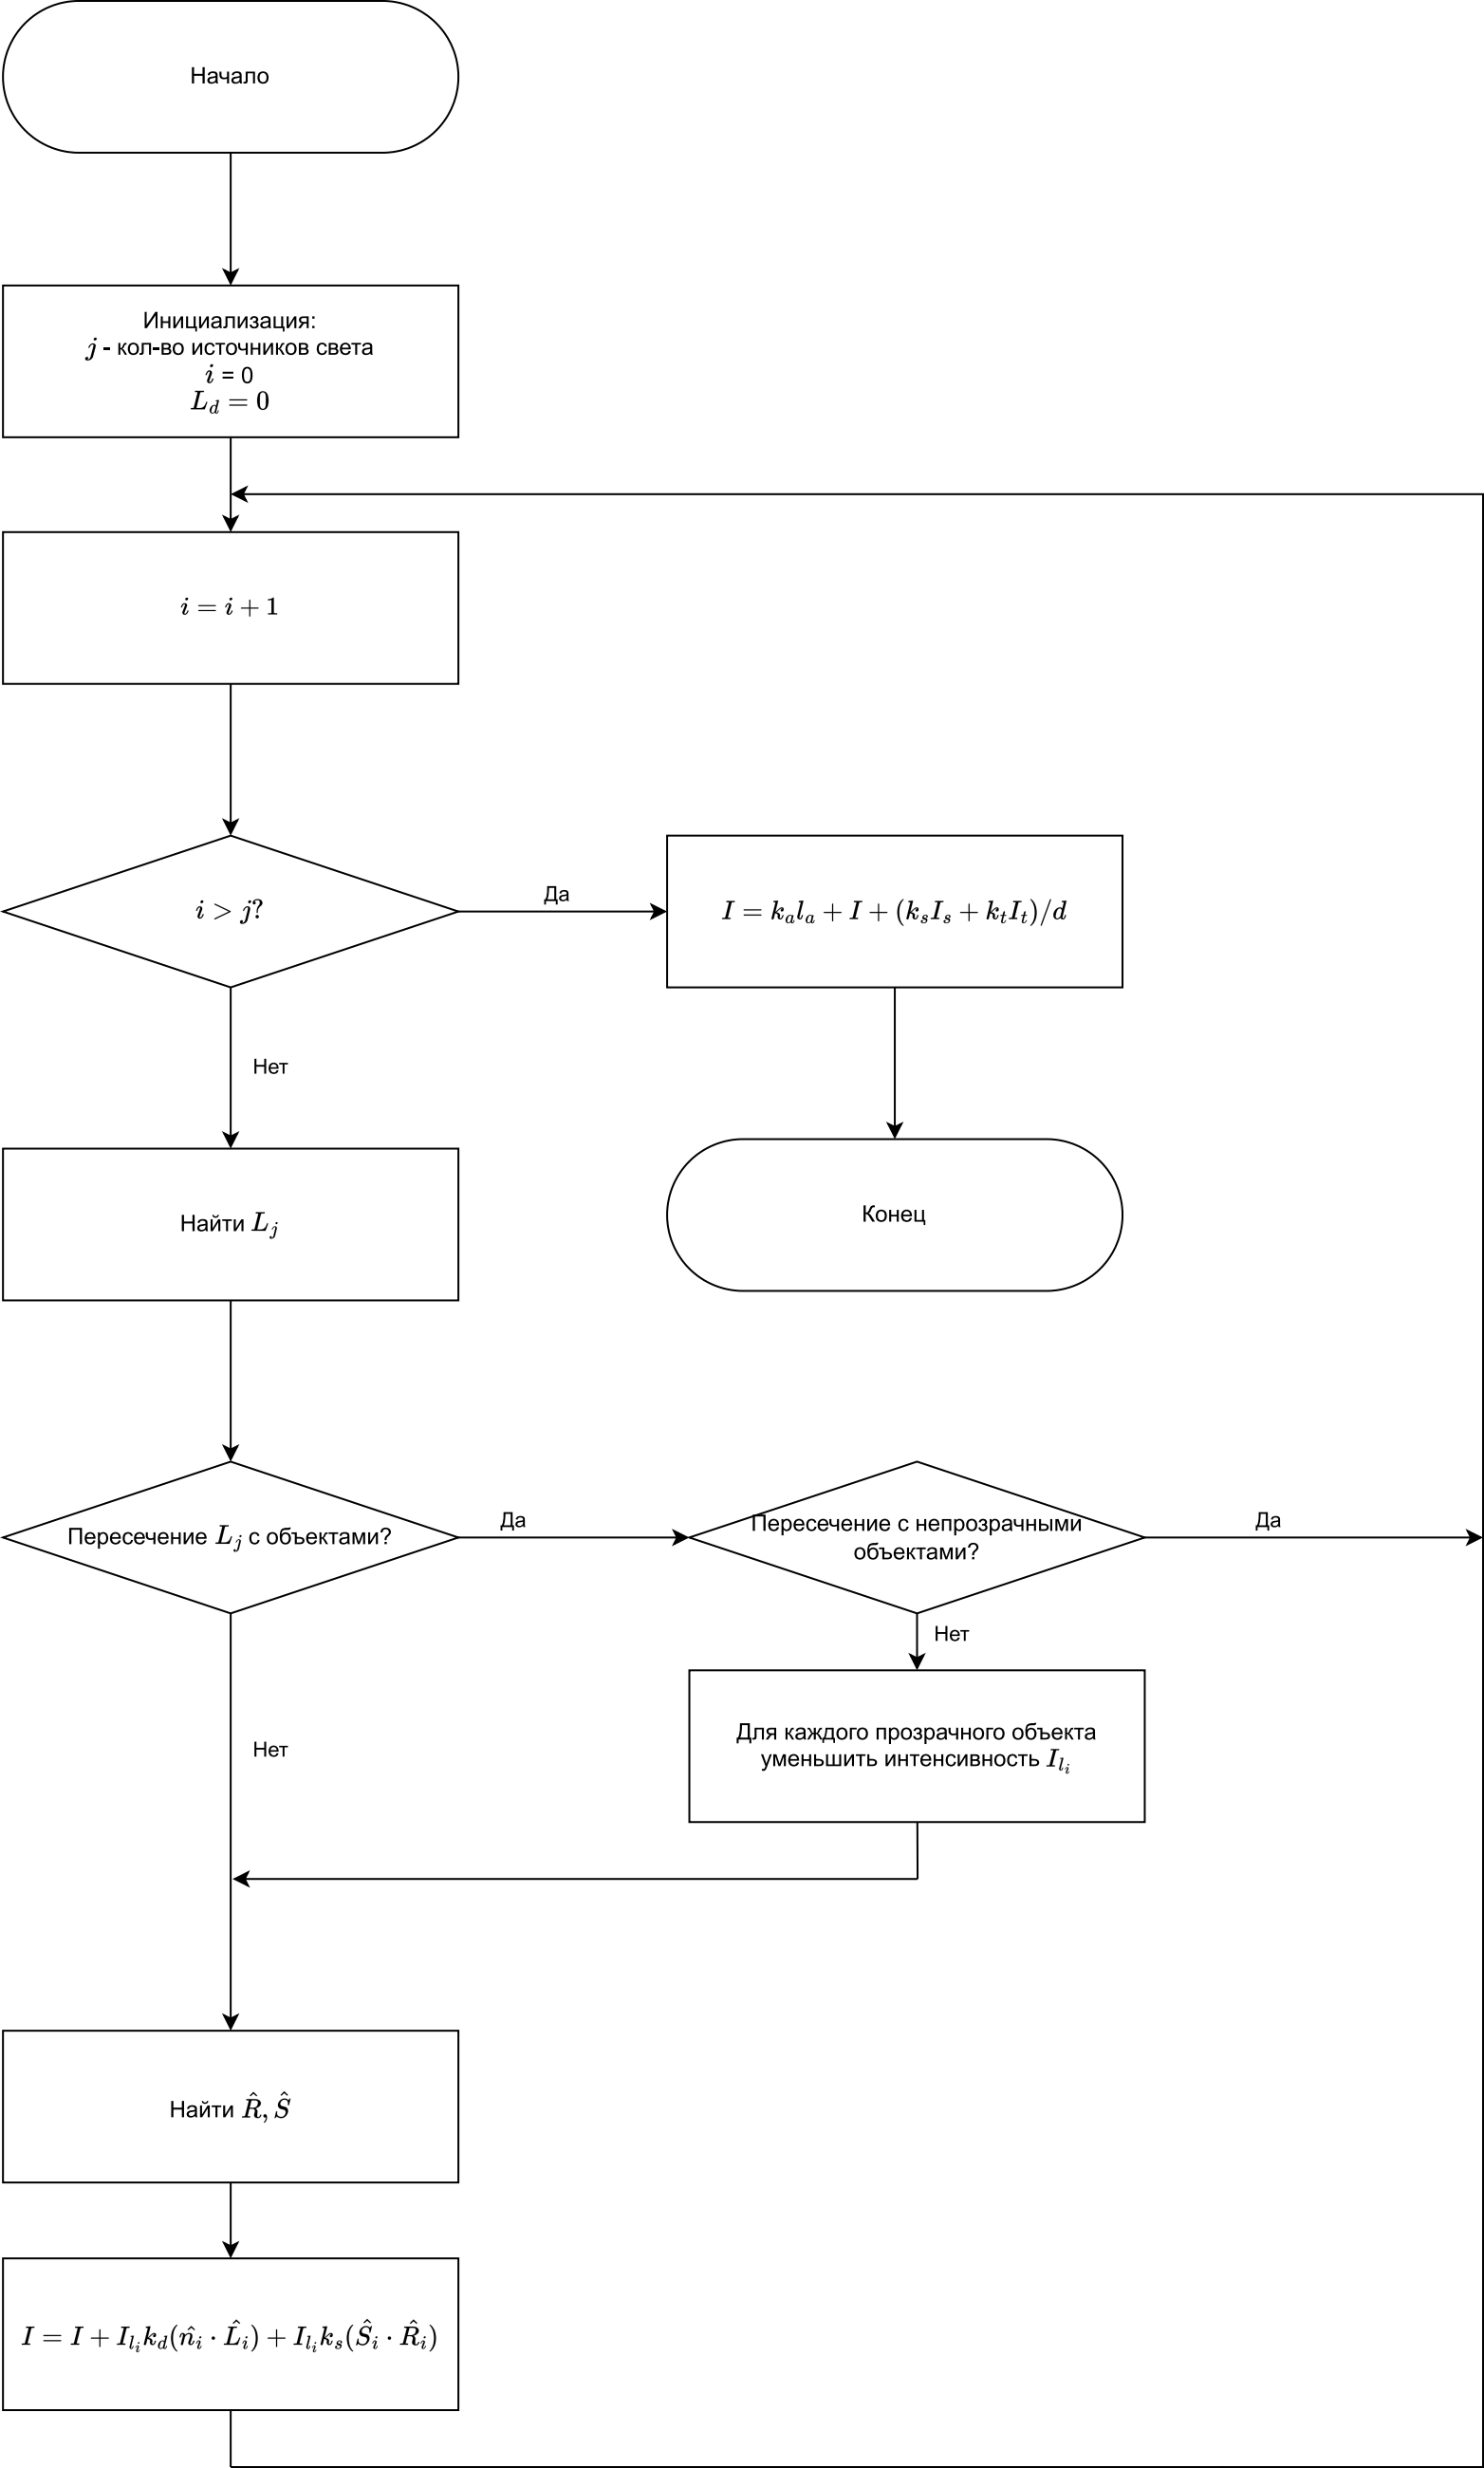 Начало
Инициализация:
j - кол-во источников света
i = 0
L_d = 0
i = i + 1
i > j?
Да
I = k_a l_a + I + (k_s I_s + k_t I_t)/d
Нет
Найти L_j
Конец
Пересечение L_j с объектами?
Да
Пересечение с непрозрачными
объектами?
Да
Нет
Для каждого прозрачного объекта
уменьшить интенсивность I_{l_i}
Нет
Найти R̂, Ŝ
I = I + I_{l_i} k_d(n̂_i · L̂_i) + I_{l_i} k_s(Ŝ_i · R̂_i)